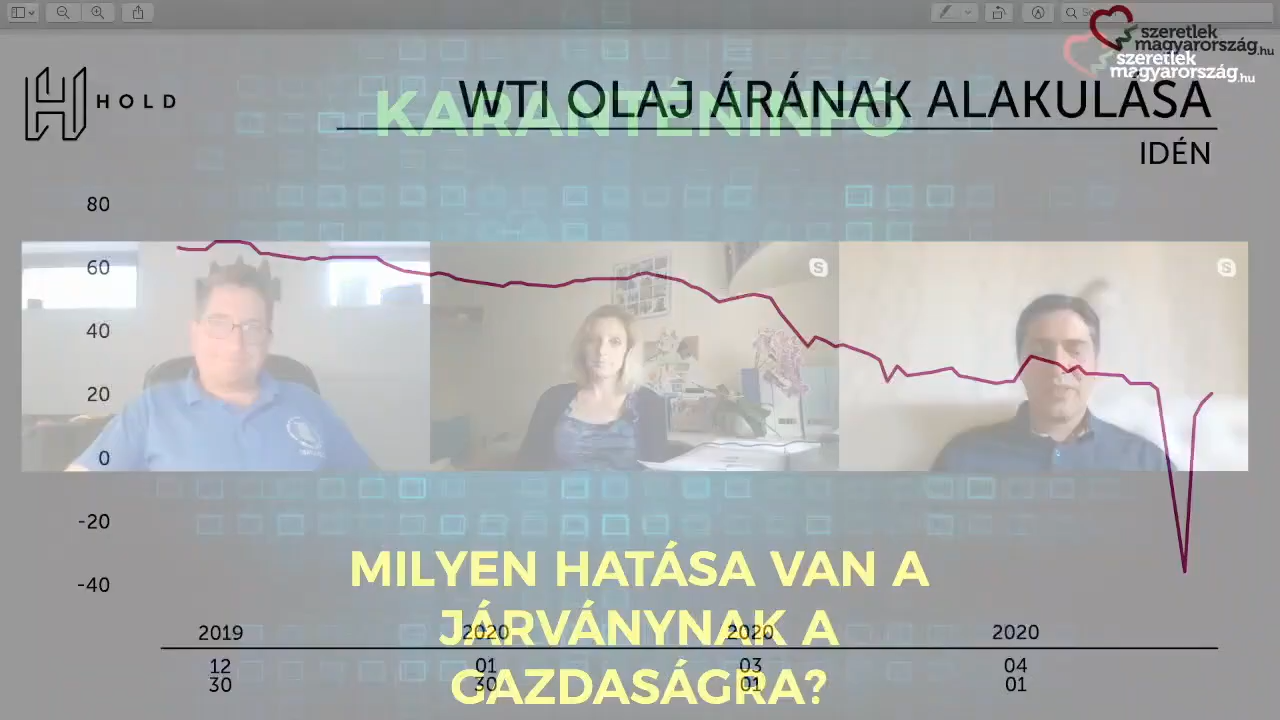 Se
szeretlek
magyarország.hu
szeretlek
magyarország.hu
HOLD
WTI OLAJ ÁRÁNAK ALAKULÁSA
KARANTÉNINFÓ
IDÉN
80
60
40
20
0
-20
-40
MILYEN HATÁSA VAN A
JÁRVÁNYNAK A
GAZDASÁGRA?
2019 2020 2020 2020
12 01 03 04
30 30 01 01